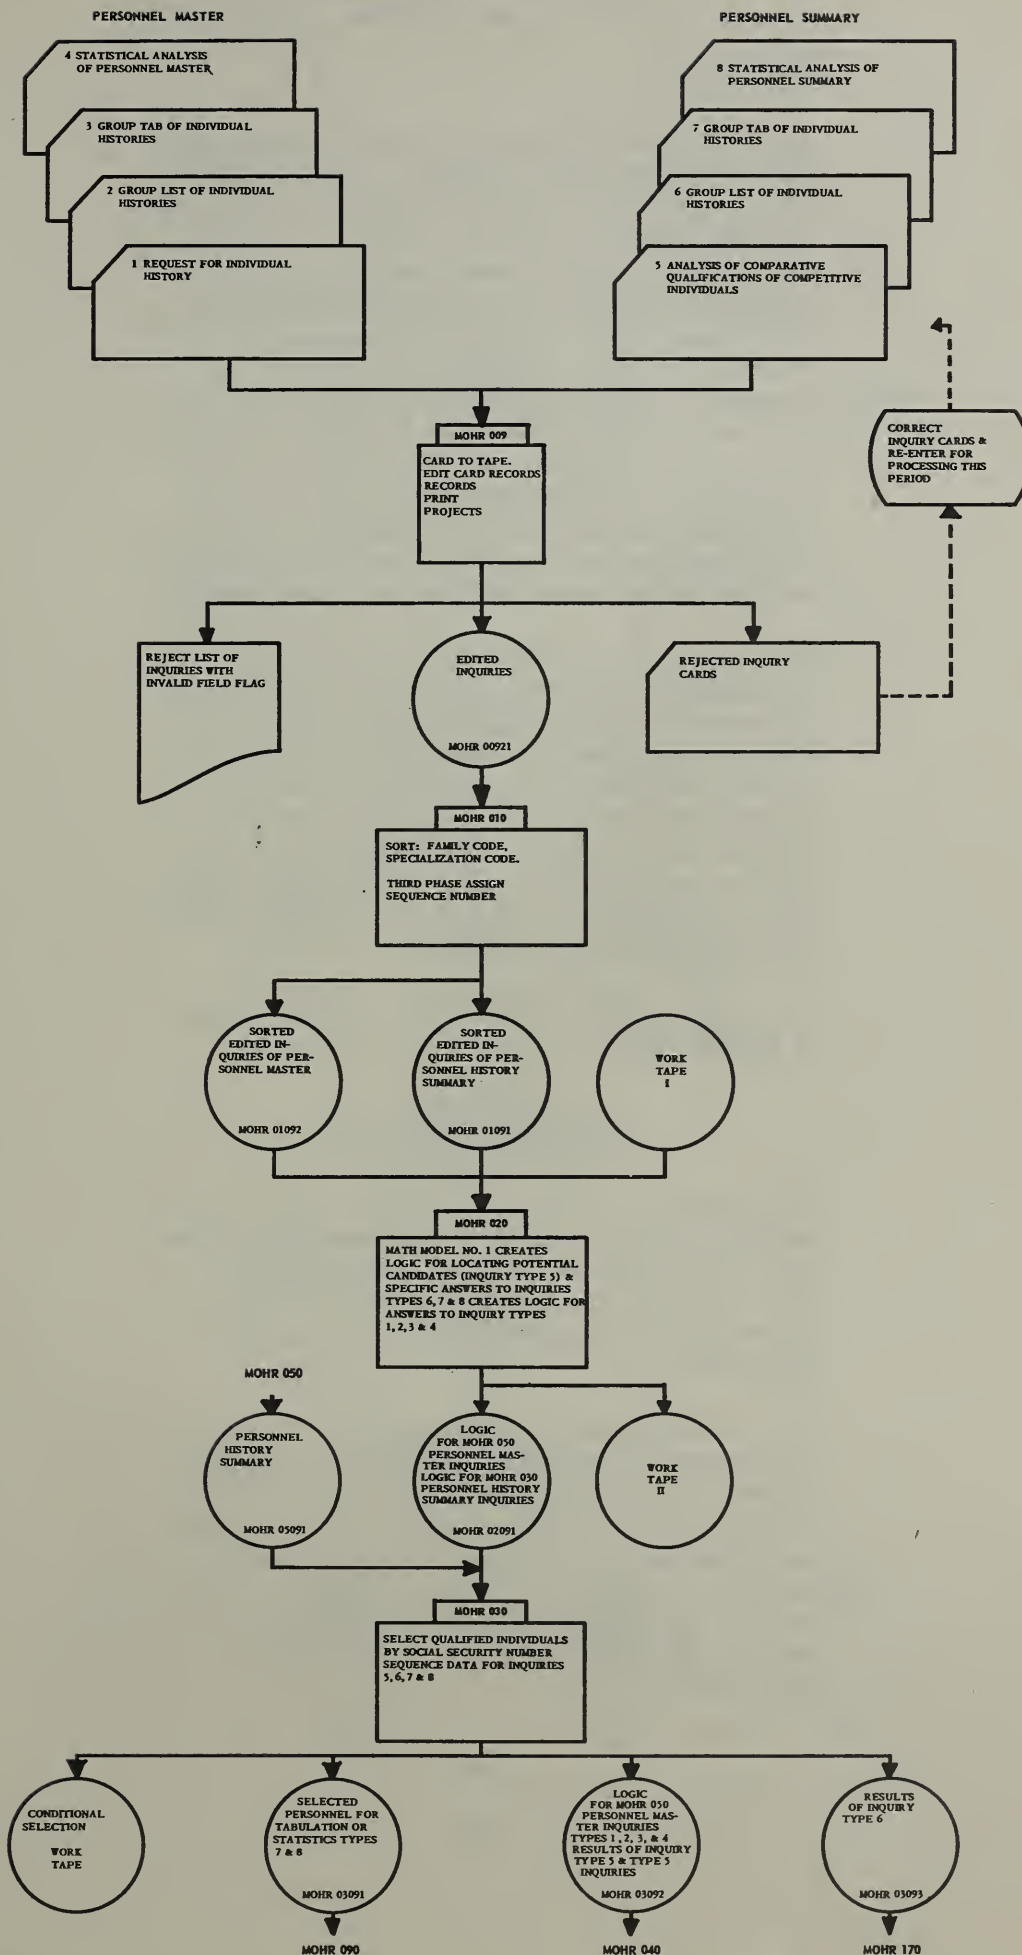 PERSONNEL MASTER
PERSONNEL SUMMARY
4 STATISTICAL ANALYSIS
OF PERSONNEL MASTER
3 GROUP TAB OF INDIVIDUAL
HISTORIES
2 GROUP LIST OF INDIVIDUAL
HISTORIES
1 REQUEST FOR INDIVIDUAL
HISTORY
8 STATISTICAL ANALYSIS OF
PERSONNEL SUMMARY
7 GROUP TAB OF INDIVIDUAL
HISTORIES
6 GROUP LIST OF INDIVIDUAL
HISTORIES
5 ANALYSIS OF COMPARATIVE
QUALIFICATIONS OF COMPETITIVE
INDIVIDUALS
CORRECT
INQUIRY CARDS &
RE-ENTER FOR
PROCESSING THIS
PERIOD
MOHR 009
CARD TO TAPE.
EDIT CARD RECORDS
RECORDS
PRINT
PROJECTS
REJECT LIST OF
INQUIRIES WITH
INVALID FIELD FLAG
EDITED
INQUIRIES
MOHR 00921
REJECTED INQUIRY
CARDS
MOHR 010
SORT: FAMILY CODE,
SPECIALIZATION CODE.
THIRD PHASE ASSIGN
SEQUENCE NUMBER
SORTED
EDITED IN-
QUIRIES OF PER-
SONNEL MASTER
MOHR 01092
SORTED
EDITED IN-
QUIRIES OF PER-
SONNEL HISTORY
SUMMARY
MOHR 01091
WORK
TAPE
I
MOHR 020
MATH MODEL NO. 1 CREATES
LOGIC FOR LOCATING POTENTIAL
CANDIDATES (INQUIRY TYPE 5) &
SPECIFIC ANSWERS TO INQUIRIES
TYPES 6, 7 & 8 CREATES LOGIC FOR
ANSWERS TO INQUIRY TYPES
1, 2, 3 & 4
MOHR 050
PERSONNEL
HISTORY
SUMMARY
MOHR 05091
LOGIC
FOR MOHR 050
PERSONNEL MAS-
TER INQUIRIES
LOGIC FOR MOHR 030
PERSONNEL HISTORY
SUMMARY INQUIRIES
MOHR 02091
WORK
TAPE
II
MOHR 030
SELECT QUALIFIED INDIVIDUALS
BY SOCIAL SECURITY NUMBER
SEQUENCE DATA FOR INQUIRIES
5, 6, 7 & 8
CONDITIONAL
SELECTION
WORK
TAPE
SELECTED
PERSONNEL FOR
TABULATION OR
STATISTICS TYPES
7 & 8
MOHR 03091
MOHR 090
LOGIC
FOR MOHR 050
PERSONNEL MAS-
TER INQUIRIES
TYPES 1, 2, 3, & 4
RESULTS OF INQUIRY
TYPE 5 & TYPE 5
INQUIRIES
MOHR 03092
MOHR 040
RESULTS
OF INQUIRY
TYPE 6
MOHR 03093
MOHR 170